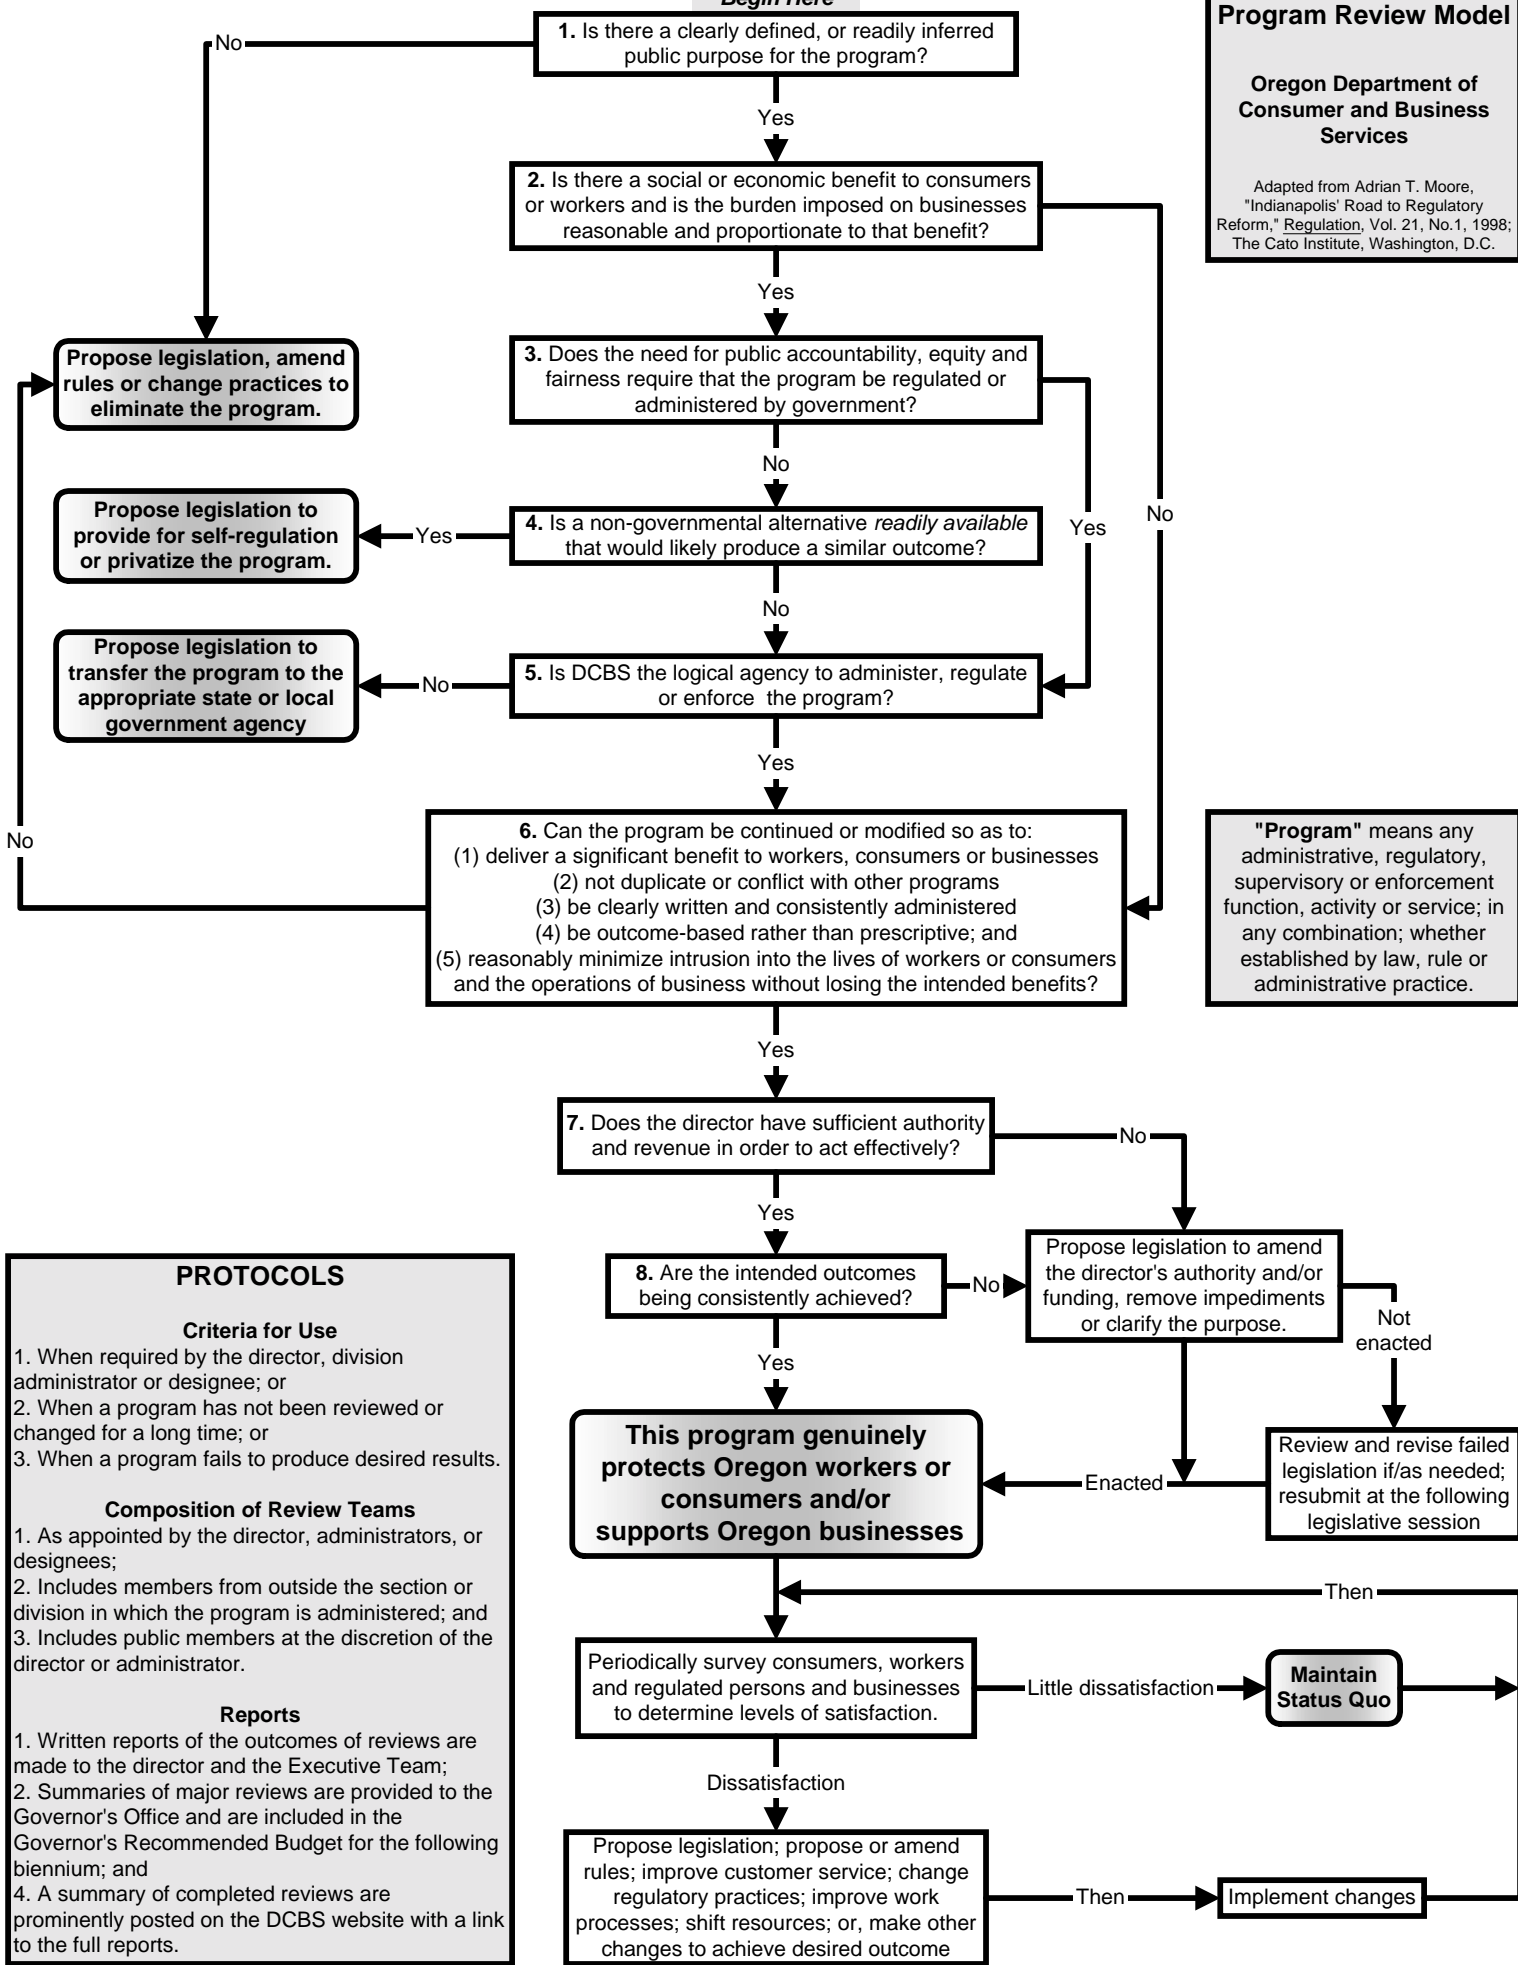 Begin Here
Program Review Model
Oregon Department of
Consumer and Business
Services
Adapted from Adrian T. Moore,
"Indianapolis' Road to Regulatory
Reform," Regulation, Vol. 21, No.1, 1998;
The Cato Institute, Washington, D.C.
1. Is there a clearly defined, or readily inferred
public purpose for the program?
No
Yes
2. Is there a social or economic benefit to consumers
or workers and is the burden imposed on businesses
reasonable and proportionate to that benefit?
Yes
No
3. Does the need for public accountability, equity and
fairness require that the program be regulated or
administered by government?
No
Yes
Propose legislation, amend
rules or change practices to
eliminate the program.
4. Is a non-governmental alternative readily available
that would likely produce a similar outcome?
Yes
Propose legislation to
provide for self-regulation
or privatize the program.
No
5. Is DCBS the logical agency to administer, regulate
or enforce  the program?
No
Propose legislation to
transfer the program to the
appropriate state or local
government agency
Yes
6. Can the program be continued or modified so as to:
(1) deliver a significant benefit to workers, consumers or businesses
(2) not duplicate or conflict with other programs
(3) be clearly written and consistently administered
(4) be outcome-based rather than prescriptive; and
(5) reasonably minimize intrusion into the lives of workers or consumers
and the operations of business without losing the intended benefits?
No
"Program" means any
administrative, regulatory,
supervisory or enforcement
function, activity or service; in
any combination; whether
established by law, rule or
administrative practice.
Yes
7. Does the director have sufficient authority
and revenue in order to act effectively?
No
Yes
8. Are the intended outcomes
being consistently achieved?
No
Propose legislation to amend
the director's authority and/or
funding, remove impediments
or clarify the purpose.
Not
enacted
Yes
This program genuinely
protects Oregon workers or
consumers and/or
supports Oregon businesses
Enacted
Review and revise failed
legislation if/as needed;
resubmit at the following
legislative session
Then
Periodically survey consumers, workers
and regulated persons and businesses
to determine levels of satisfaction.
Little dissatisfaction
Maintain
Status Quo
Dissatisfaction
Propose legislation; propose or amend
rules; improve customer service; change
regulatory practices; improve work
processes; shift resources; or, make other
changes to achieve desired outcome
Then
Implement changes
PROTOCOLS
Criteria for Use
1. When required by the director, division
administrator or designee; or
2. When a program has not been reviewed or
changed for a long time; or
3. When a program fails to produce desired results.
Composition of Review Teams
1. As appointed by the director, administrators, or
designees;
2. Includes members from outside the section or
division in which the program is administered; and
3. Includes public members at the discretion of the
director or administrator.
Reports
1. Written reports of the outcomes of reviews are
made to the director and the Executive Team;
2. Summaries of major reviews are provided to the
Governor's Office and are included in the
Governor's Recommended Budget for the following
biennium; and
4. A summary of completed reviews are
prominently posted on the DCBS website with a link
to the full reports.